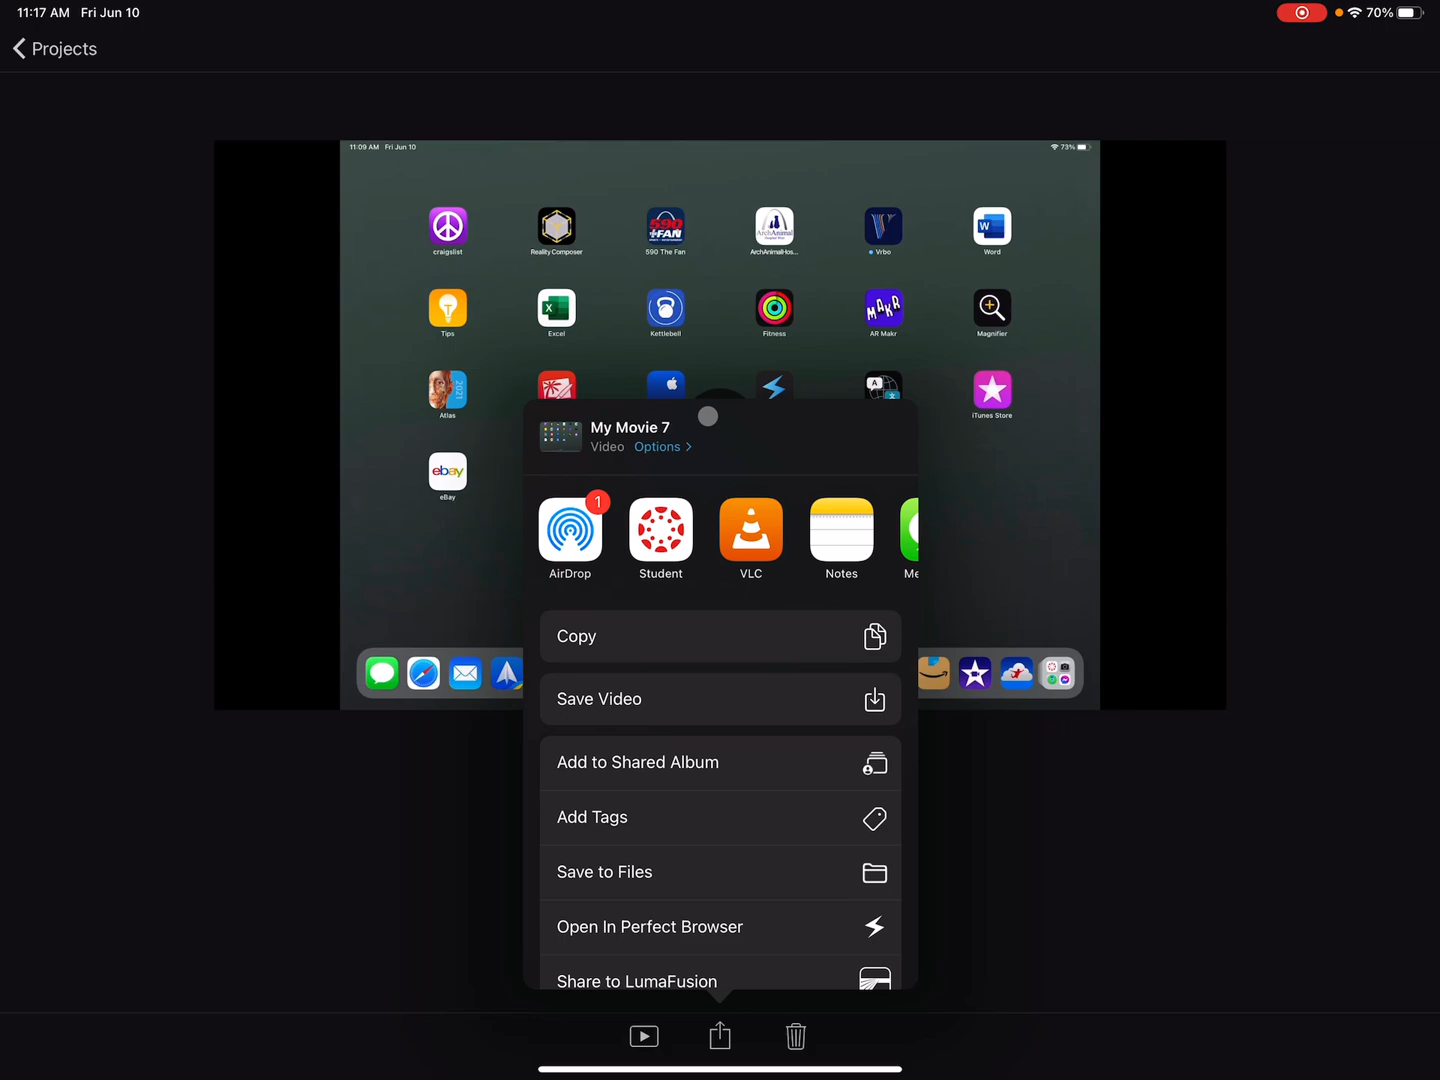 11:17 AM Fri Jun 10
70%
Projects
11:09 AM Fri Jun 10
73%
craigslist
Reality Composer
590 The Fan
ArchAnimalHos...
Vrbo
Word
Tips
Excel
Kettlebell
Fitness
AR Makr
Magnifier
Atlas
iTunes Store
ebay
eBay
My Movie 7
Video Options >
1
AirDrop
Student
VLC
Notes
Me
Copy
Save Video
Add to Shared Album
Add Tags
Save to Files
Open In Perfect Browser
Share to LumaFusion